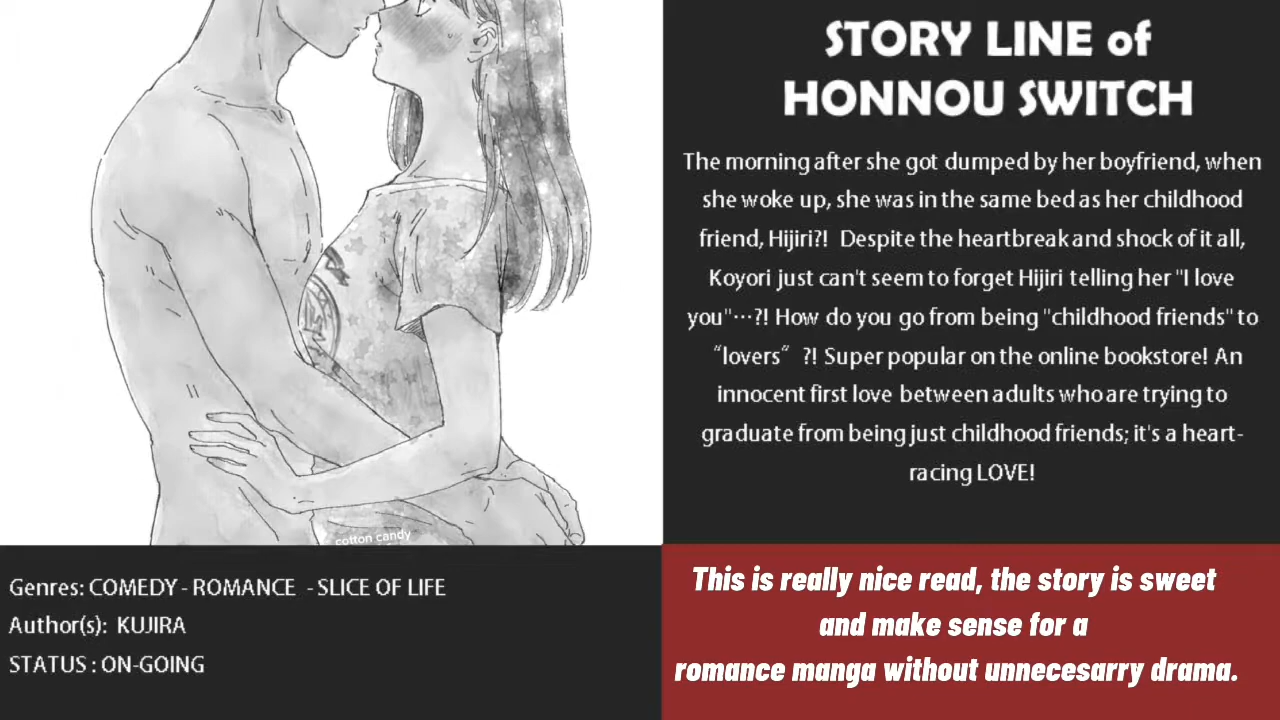 STORY LINE of
HONNOU SWITCH
The morning after she got dumped by her boyfriend, when
she woke up, she was in the same bed as her childhood
friend, Hijiri?! Despite the heartbreak and shock of it all,
Koyori just can't seem to forget Hijiri telling her "I love
you"···?! How do you go from being "childhood friends" to
“lovers” ?! Super popular on the online bookstore! An
innocent first love between adults who are trying to
graduate from being just childhood friends; it's a heart-
racing LOVE!
cotton candy
Genres: COMEDY - ROMANCE - SLICE OF LIFE
Author(s): KUJIRA
STATUS : ON-GOING
This is really nice read, the story is sweet
and make sense for a
romance manga without unnecesarry drama.